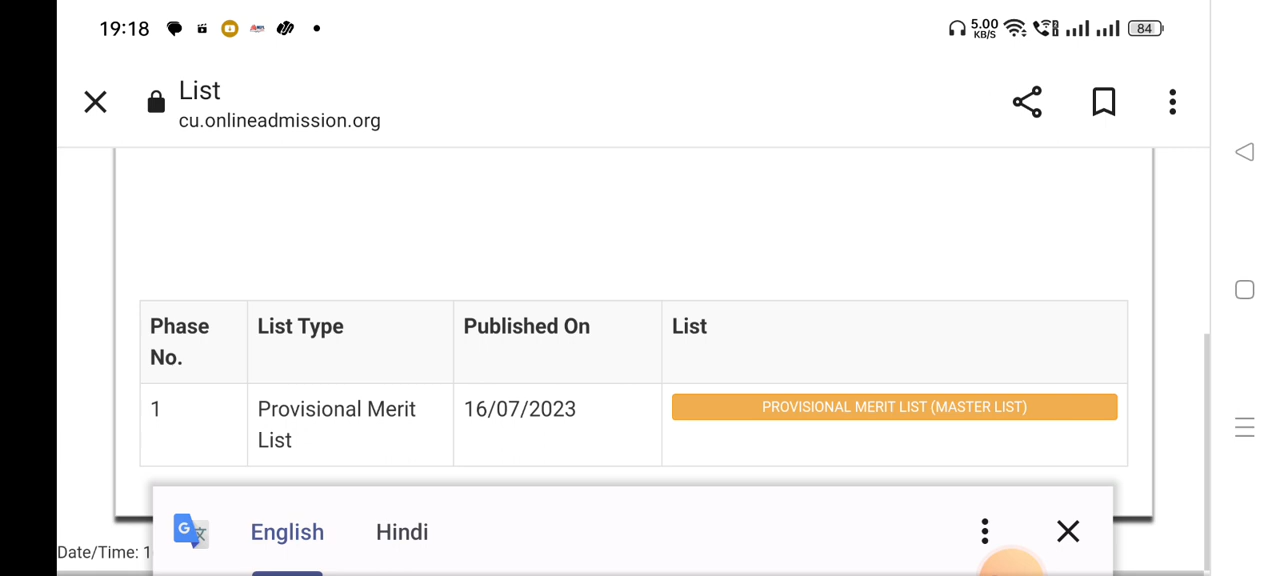 19:18
5.00
KB/S
84
List
cu.onlineadmission.org
Phase No.
List Type
Published On
List
1
Provisional Merit List
16/07/2023
PROVISIONAL MERIT LIST (MASTER LIST)
English
Hindi
Date/Time: 1